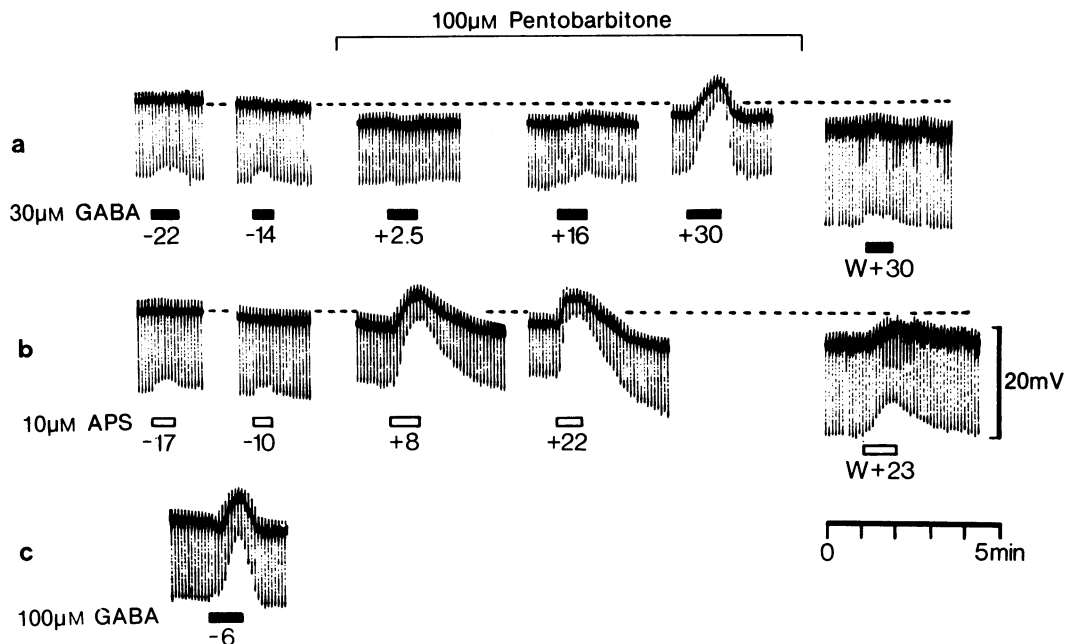 100µM Pentobarbitone
a
30µM GABA
-22
-14
+2.5
+16
+30
W+30
b
10µM APS
-17
-10
+8
+22
W+23
20mV
c
100µM GABA
-6
0
5min